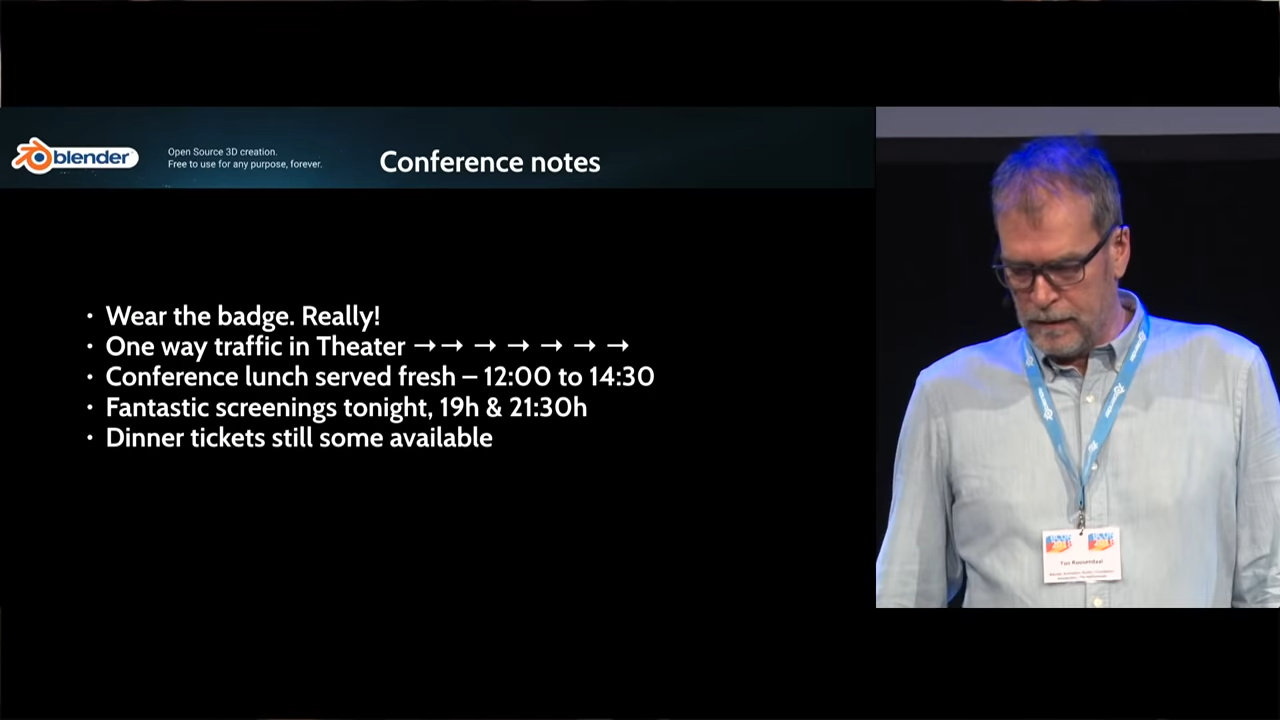 blender
Open Source 3D creation.
Free to use for any purpose, forever.
Conference notes
• Wear the badge. Really!
• One way traffic in Theater →→ → → → → →
• Conference lunch served fresh – 12:00 to 14:30
• Fantastic screenings tonight, 19h & 21:30h
• Dinner tickets still some available
Ton Roosendaal